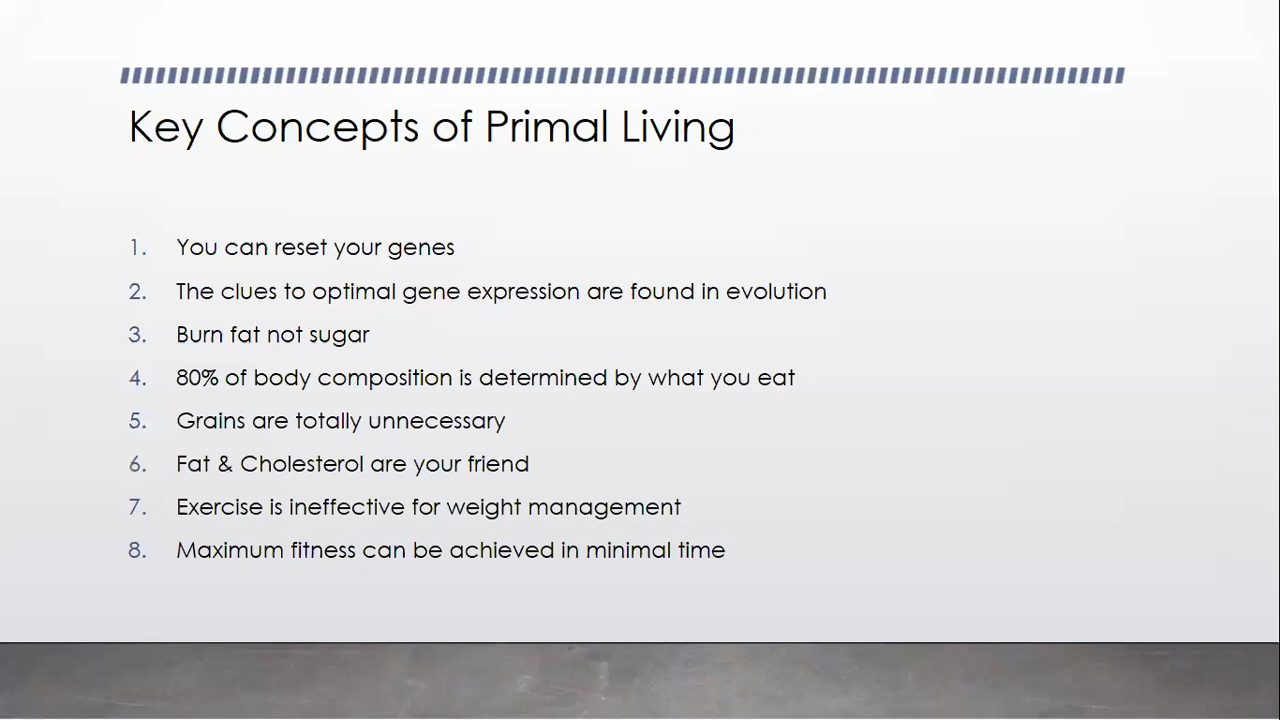 Key Concepts of Primal Living
1. You can reset your genes
2. The clues to optimal gene expression are found in evolution
3. Burn fat not sugar
4. 80% of body composition is determined by what you eat
5. Grains are totally unnecessary
6. Fat & Cholesterol are your friend
7. Exercise is ineffective for weight management
8. Maximum fitness can be achieved in minimal time